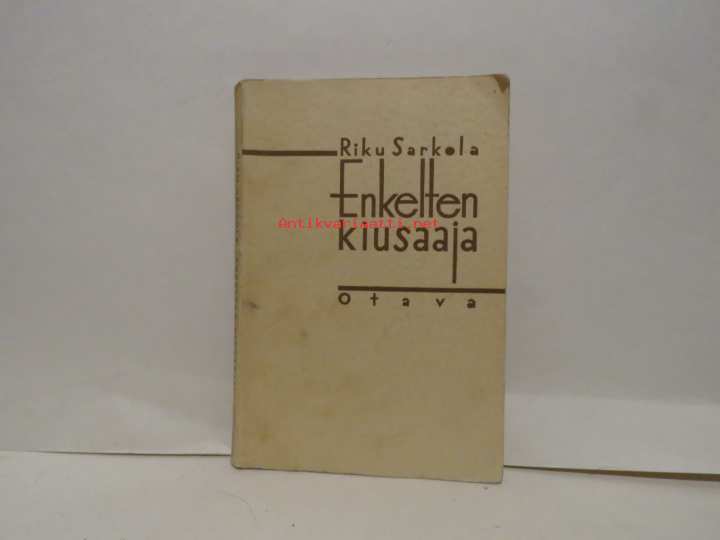 Riku Sarkola
Enkelten
Antikvariaatti.net
kiusaaja
Otava